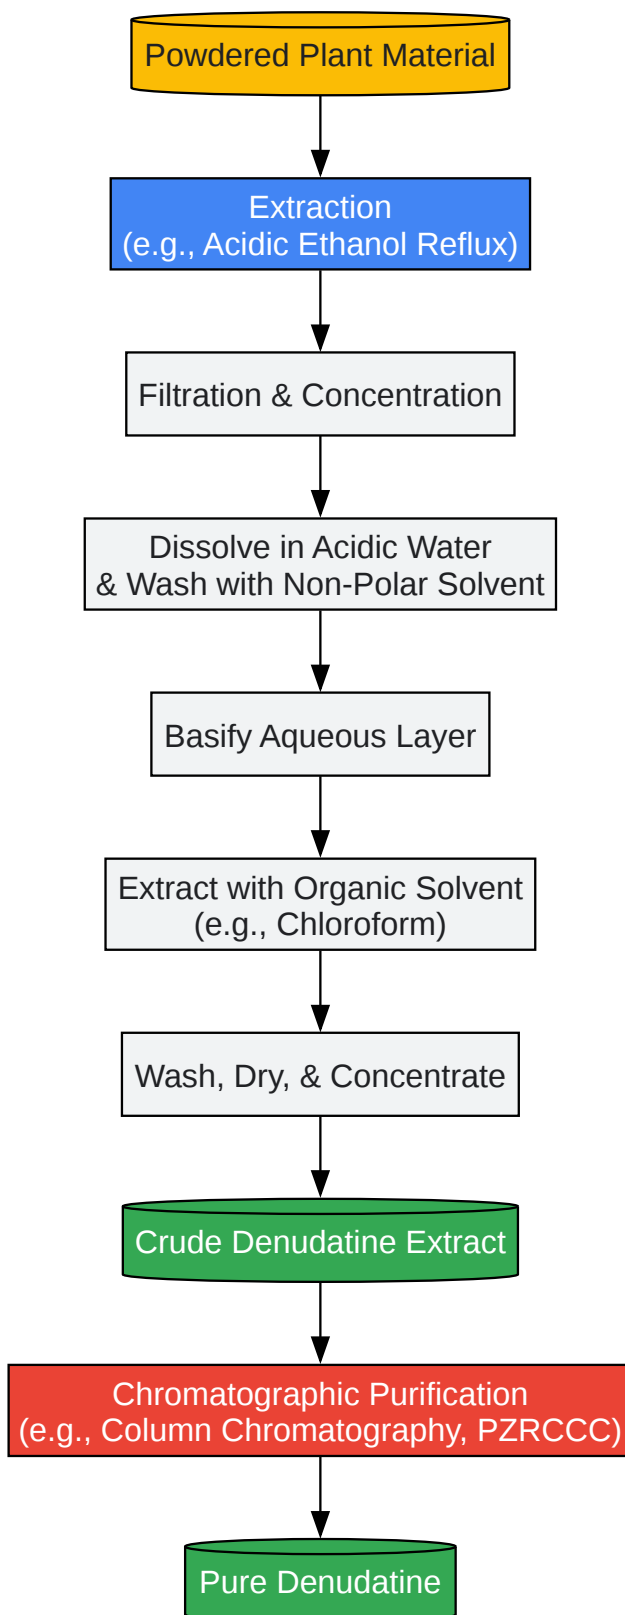 Powdered Plant Material
Extraction
(e.g., Acidic Ethanol Reflux)
Filtration & Concentration
Dissolve in Acidic Water
& Wash with Non-Polar Solvent
Basify Aqueous Layer
Extract with Organic Solvent
(e.g., Chloroform)
Wash, Dry, & Concentrate
Crude Denudatine Extract
Chromatographic Purification
(e.g., Column Chromatography, PZRCCC)
Pure Denudatine